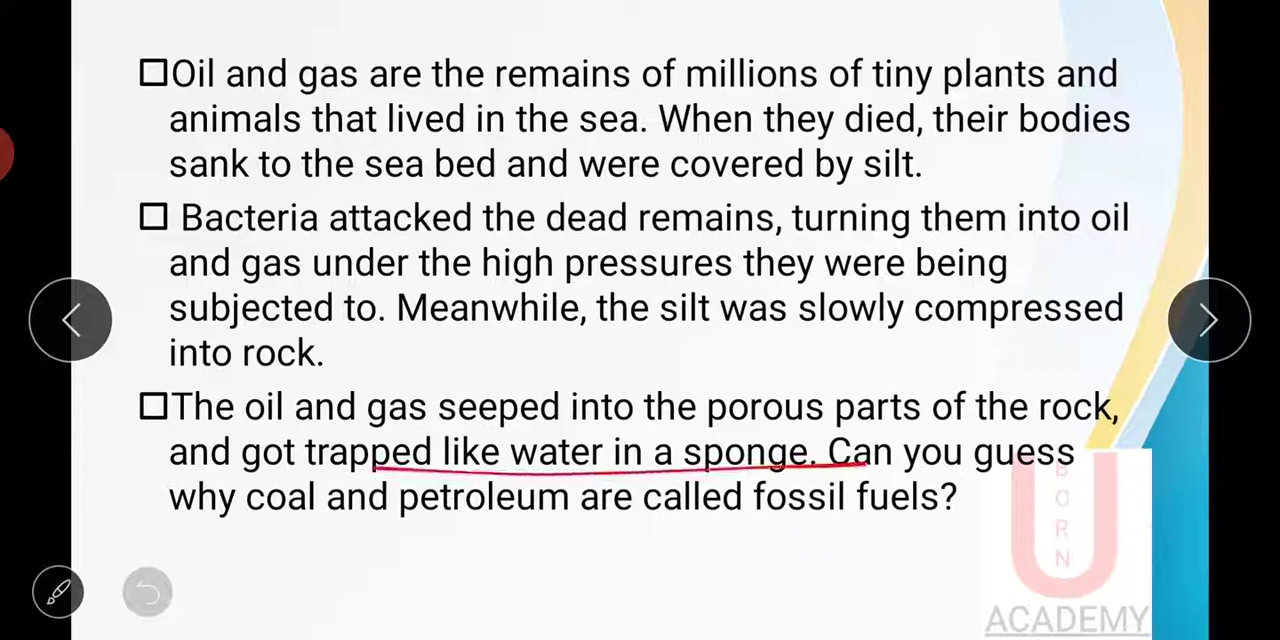 ☐Oil and gas are the remains of millions of tiny plants and
animals that lived in the sea. When they died, their bodies
sank to the sea bed and were covered by silt.
☐ Bacteria attacked the dead remains, turning them into oil
and gas under the high pressures they were being
subjected to. Meanwhile, the silt was slowly compressed
into rock.
☐The oil and gas seeped into the porous parts of the rock,
and got trapped like water in a sponge. Can you guess
why coal and petroleum are called fossil fuels?
U
BORN
ACADEMY